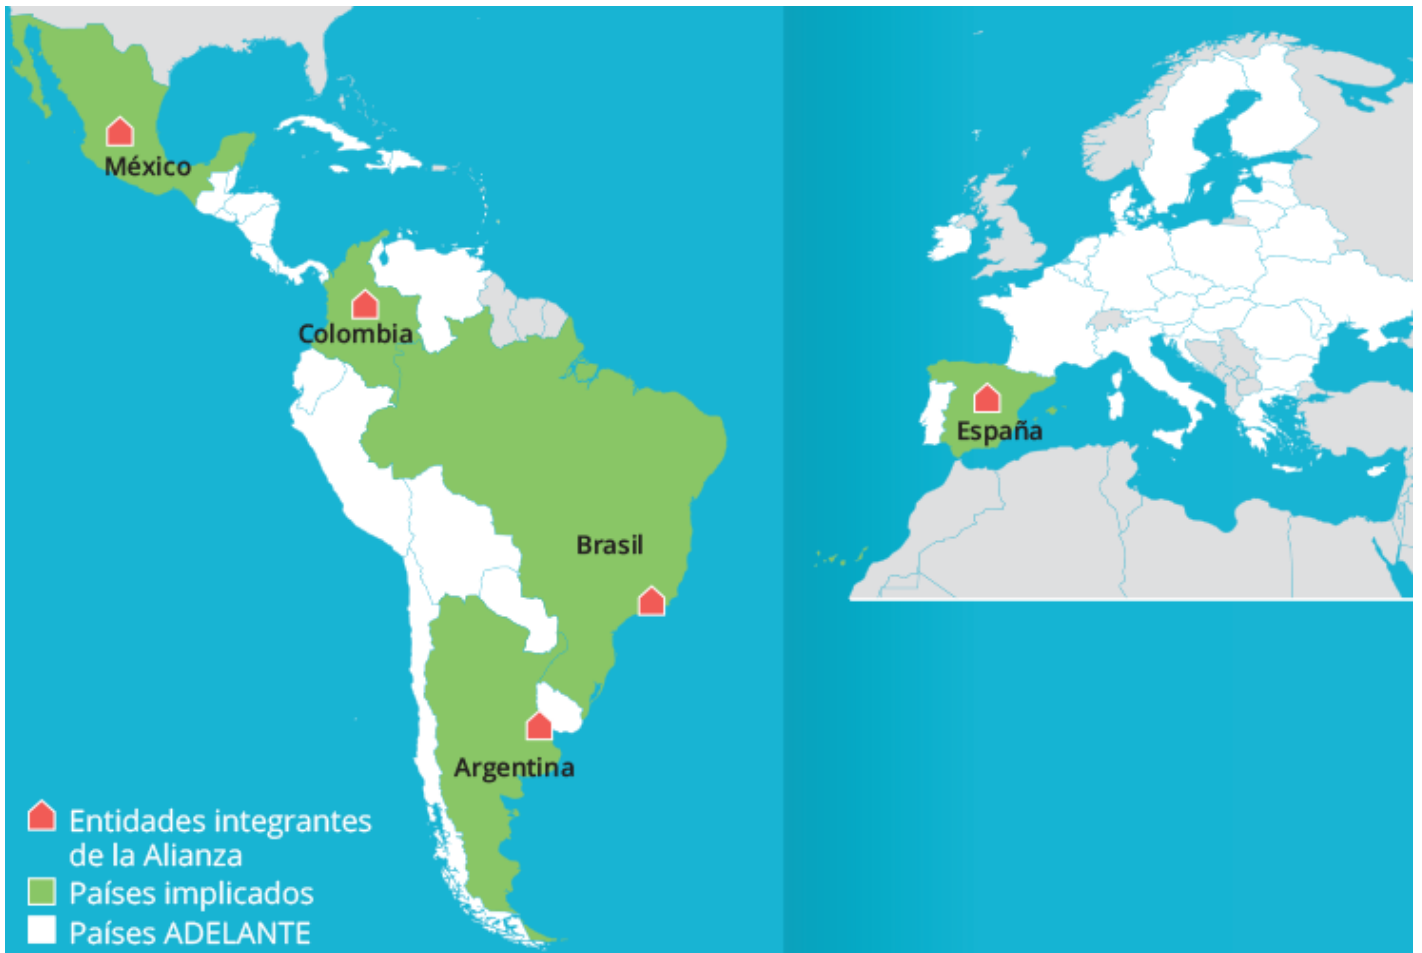 México
Colombia
España
Brasil
Argentina
Entidades integrantes
de la Alianza
Países implicados
Países ADELANTE